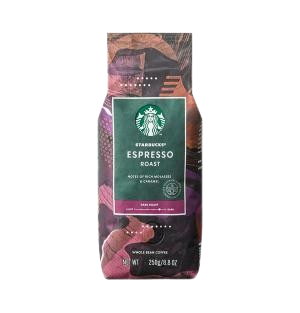 STARBUCKS®
ESPRESSO
ROAST
NOTES OF RICH MOLASSES
& CARAMEL
DARK ROAST
WHOLE BEAN COFFEE
NET WT 250g/8.8 OZ